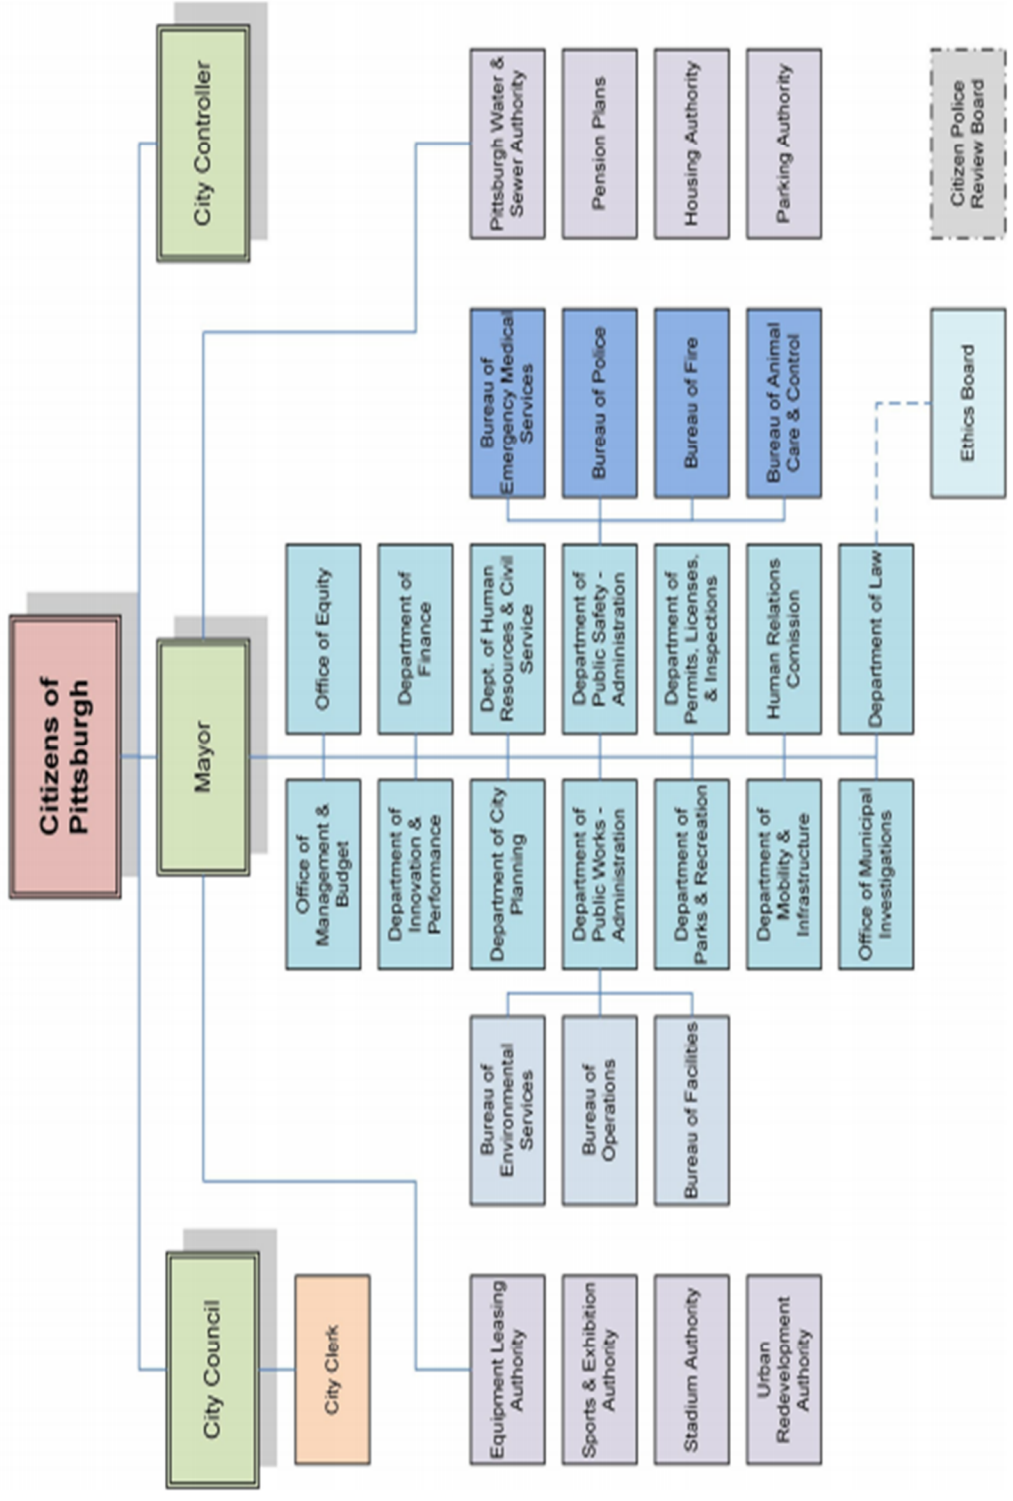 Citizens of
Pittsburgh
City Council
Mayor
City Controller
City Clerk
Office of
Management &
Budget
Office of Equity
Department of
Innovation &
Performance
Department of
Finance
Equipment Leasing
Authority
Bureau of
Environmental
Services
Department of City
Planning
Dept. of Human
Resources & Civil
Service
Bureau of
Emergency Medical
Services
Pittsburgh Water &
Sewer Authority
Sports & Exhibition
Authority
Bureau of
Operations
Department of
Public Works -
Administration
Department of
Public Safety -
Administration
Bureau of Police
Pension Plans
Stadium Authority
Bureau of Facilities
Department of
Parks & Recreation
Department of
Permits, Licenses,
& Inspections
Bureau of Fire
Housing Authority
Urban
Redevelopment
Authority
Department of
Mobility &
Infrastructure
Human Relations
Comission
Bureau of Animal
Care & Control
Parking Authority
Office of Municipal
Investigations
Department of Law
Ethics Board
Citizen Police
Review Board